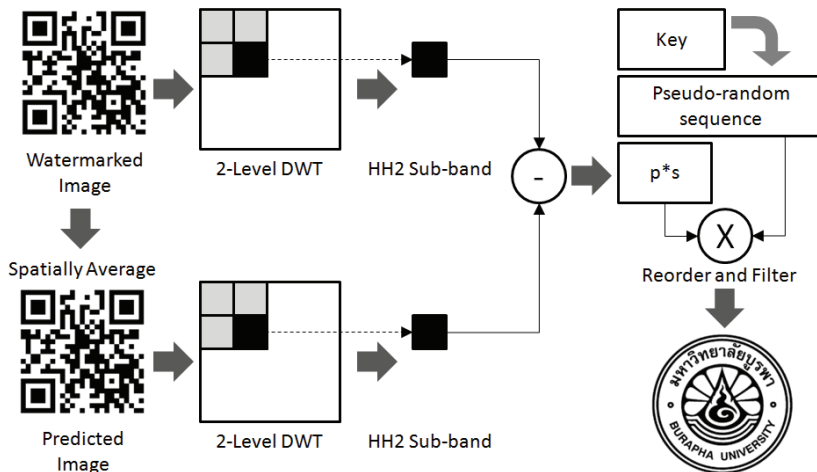 Watermarked
Image
2-Level DWT
HH2 Sub-band
Key
Pseudo-random
sequence
-
p*s
X
Spatially Average
Reorder and Filter
Predicted
Image
2-Level DWT
HH2 Sub-band
มหาวิทยาลัยบูรพา
BURAPHA UNIVERSITY